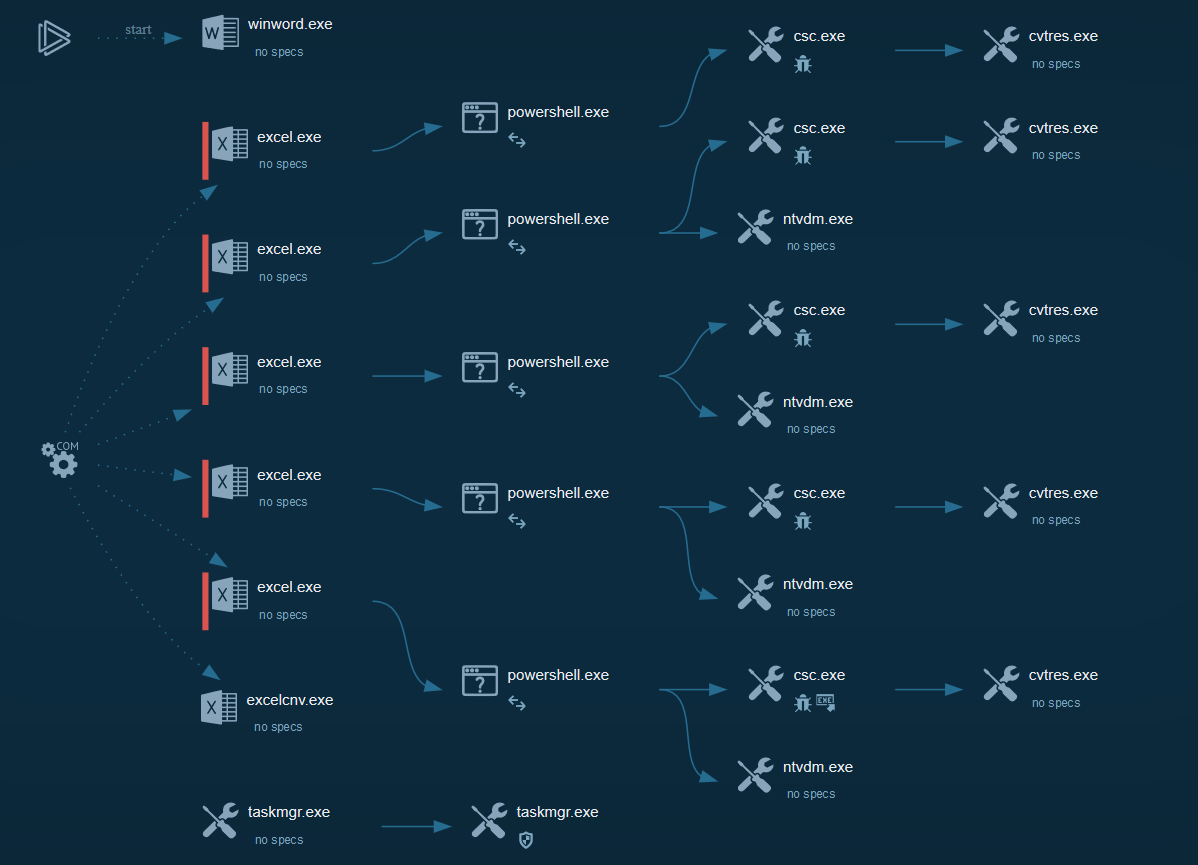 start
winword.exe
no specs
excel.exe
no specs
powershell.exe
csc.exe
cvtres.exe
no specs
excel.exe
no specs
powershell.exe
csc.exe
cvtres.exe
no specs
ntvdm.exe
no specs
excel.exe
no specs
powershell.exe
csc.exe
cvtres.exe
no specs
ntvdm.exe
no specs
COM
excel.exe
no specs
powershell.exe
csc.exe
cvtres.exe
no specs
ntvdm.exe
no specs
excel.exe
no specs
powershell.exe
csc.exe
EXE
cvtres.exe
no specs
ntvdm.exe
no specs
excelcnv.exe
no specs
taskmgr.exe
no specs
taskmgr.exe